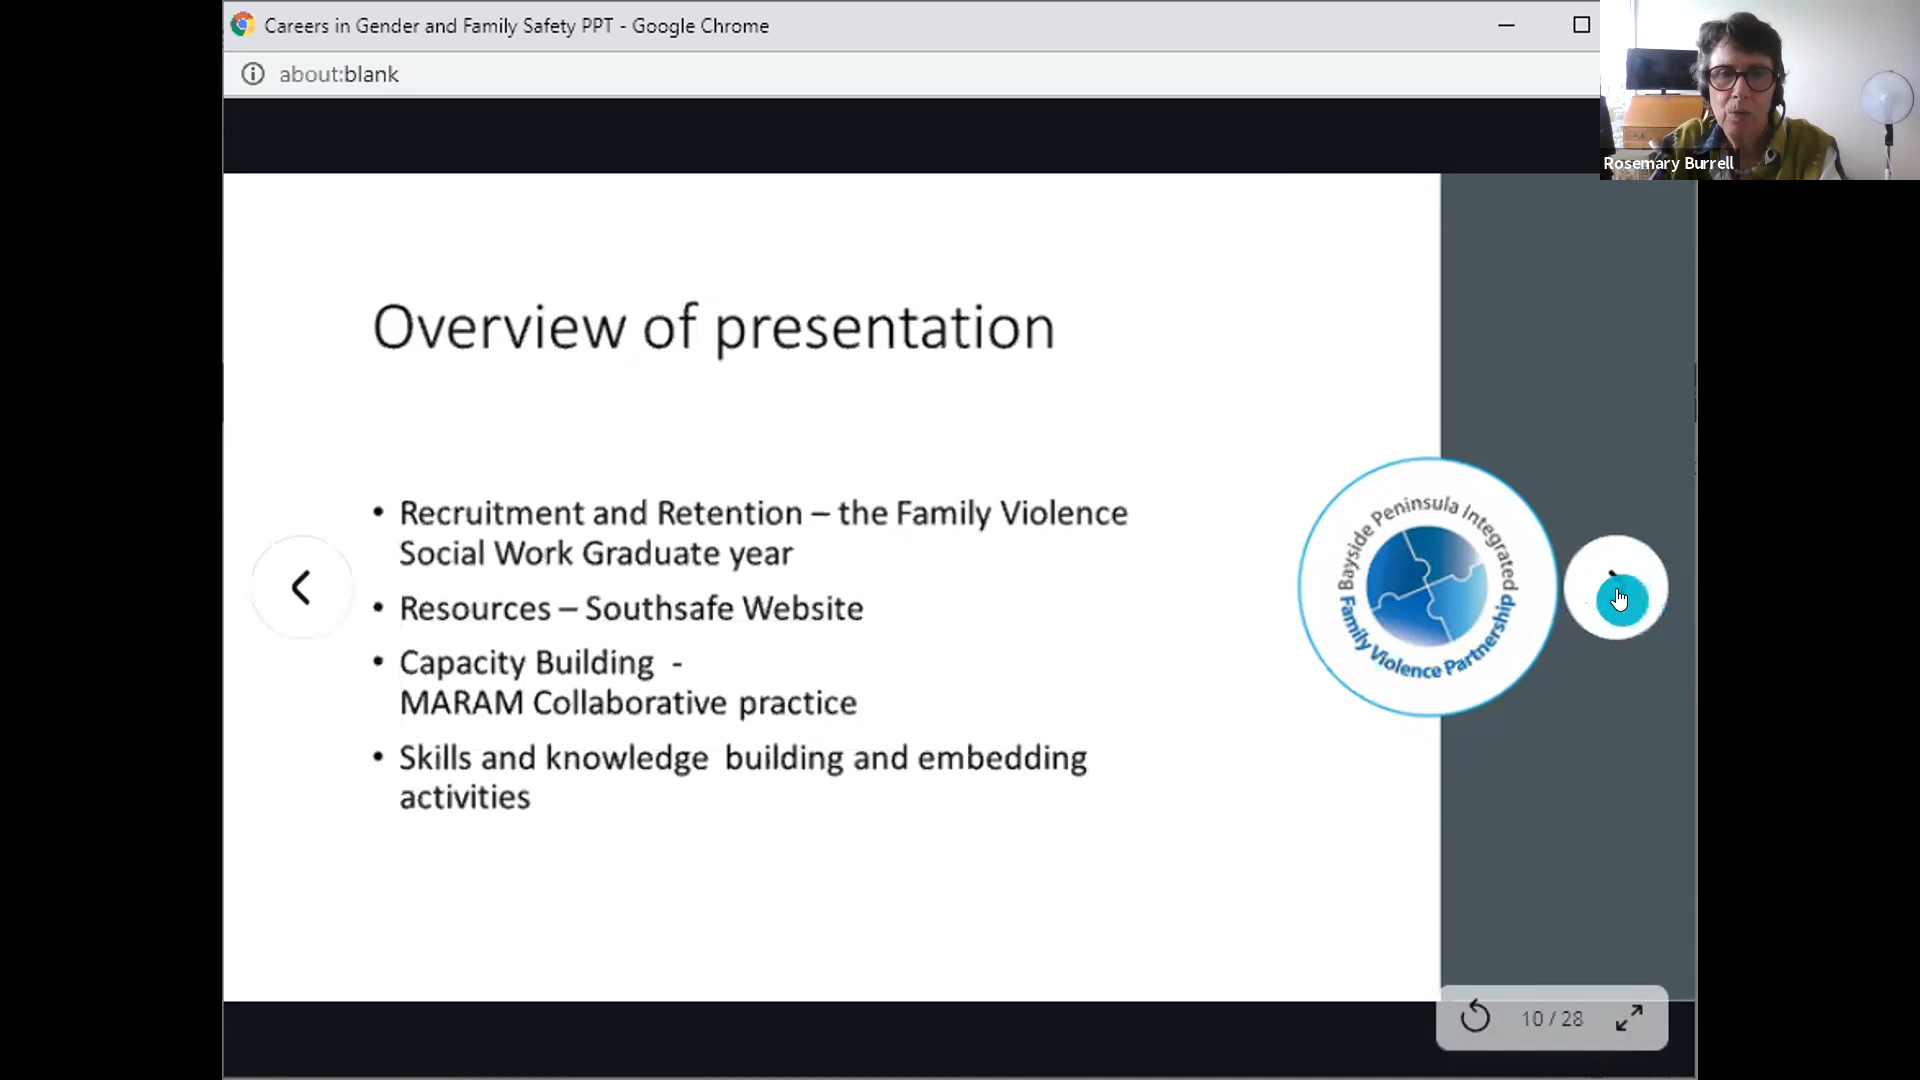 Careers in Gender and Family Safety PPT - Google Chrome
about:blank
Rosemary Burrell
Overview of presentation
• Recruitment and Retention – the Family Violence
Social Work Graduate year
• Resources – Southsafe Website
• Capacity Building -
MARAM Collaborative practice
• Skills and knowledge building and embedding
activities
Bayside Peninsula Integrated
Family Violence Partnership
10 / 28